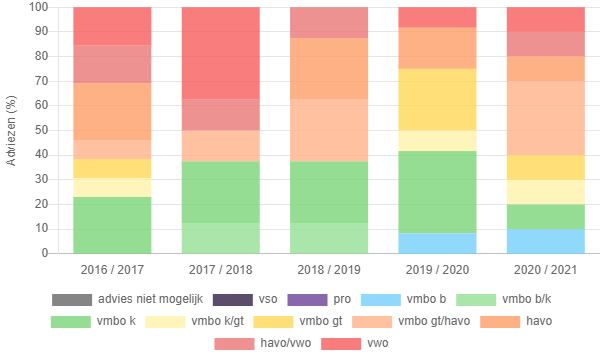 100
90
80
70
60
50
40
30
20
10
0
Adviezen (%)
2016 / 2017 2017 / 2018 2018 / 2019 2019 / 2020 2020 / 2021
advies niet mogelijk vso pro vmbo b vmbo b/k
vmbo k vmbo k/gt vmbo gt vmbo gt/havo havo
havo/vwo vwo